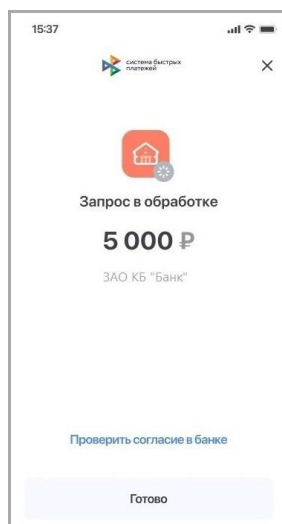 15:37
система быстрых
платежей
Запрос в обработке
5 000 ₽
ЗАО КБ "Банк"
Проверить согласие в банке
Готово